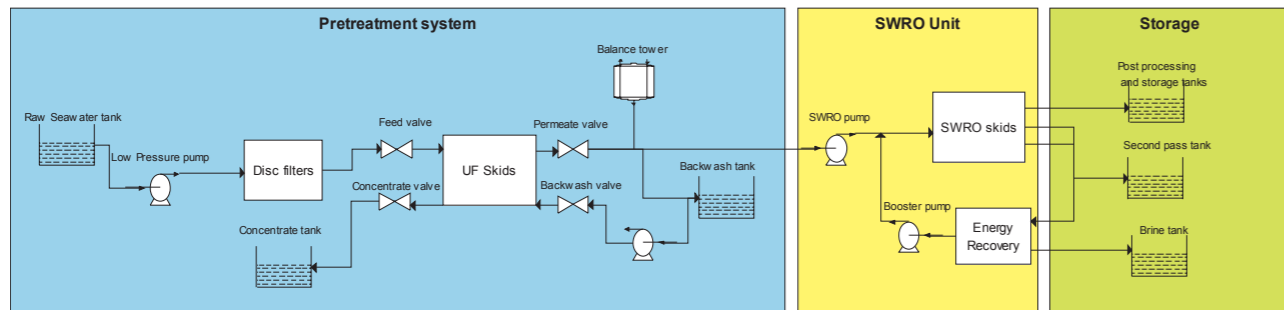 Pretreatment system
SWRO Unit
Storage
Balance tower
Post processing
and storage tanks
Raw Seawater tank
Feed valve
Permeate valve
SWRO pump
SWRO skids
Low Pressure pump
Disc filters
UF Skids
Backwash tank
Second pass tank
Concentrate valve
Backwash valve
Booster pump
Energy
Recovery
Concentrate tank
Brine tank